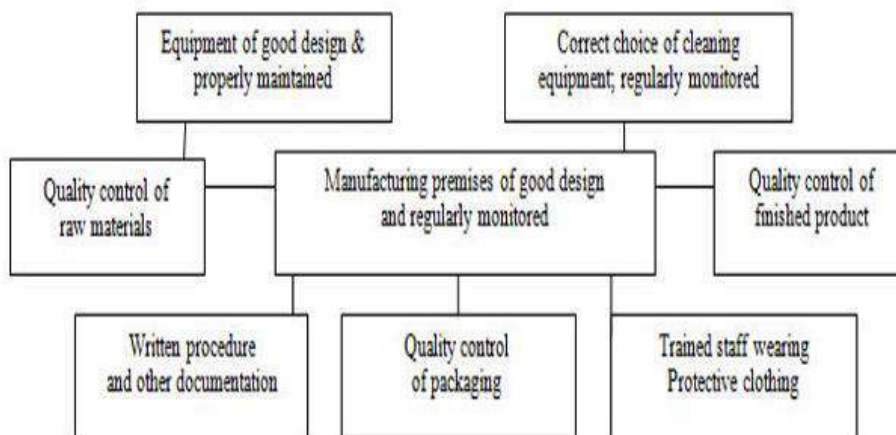 Equipment of good design &
properly maintained
Correct choice of cleaning
equipment; regularly monitored
Quality control of
raw materials
Manufacturing premises of good design
and regularly monitored
Quality control of
finished product
Written procedure
and other documentation
Quality control
of packaging
Trained staff wearing
Protective clothing